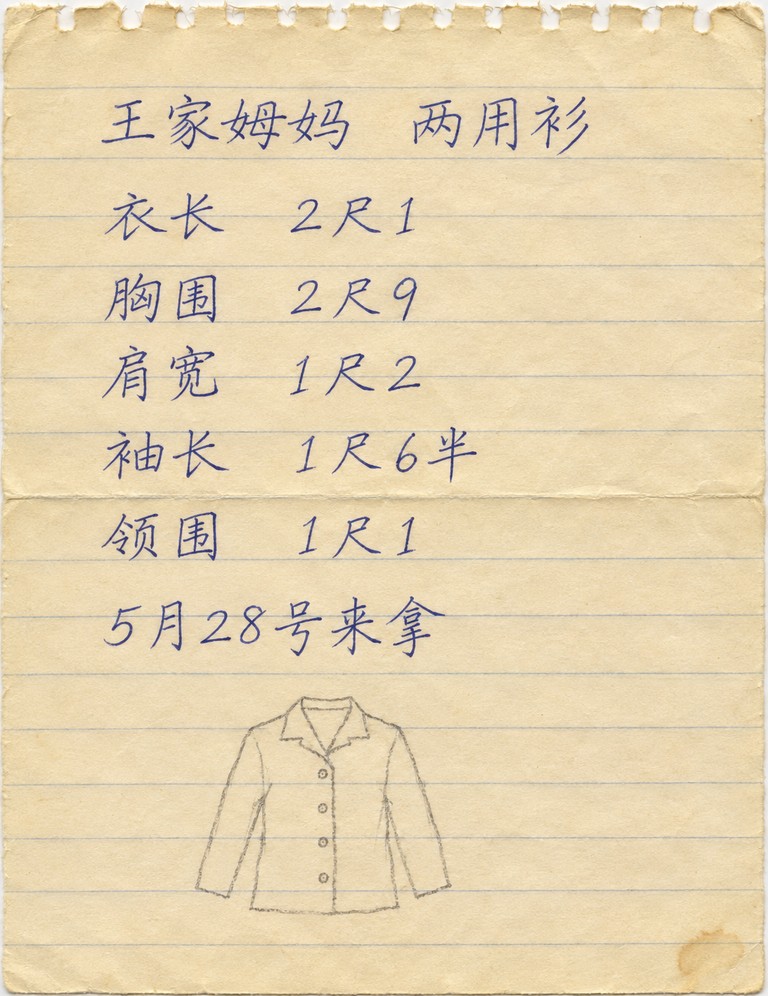 王家姆妈 两用衫
衣长 2尺1
胸围 2尺9
肩宽 1尺2
袖长 1尺6半
领围 1尺1
5月28号来拿